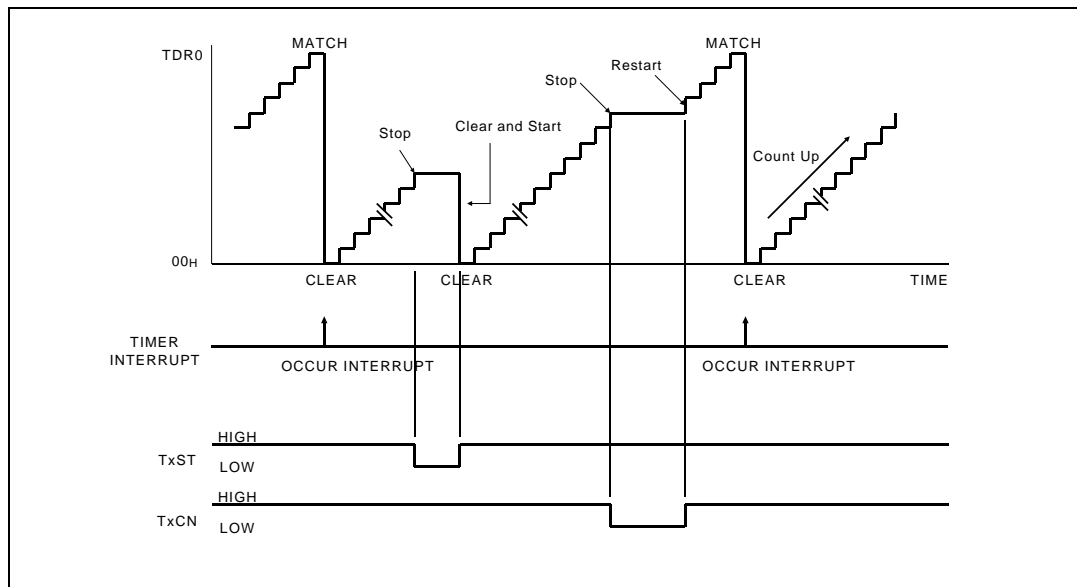 MATCH
MATCH
TDR0
Restart
Stop
Clear and Start
Stop
Count Up
00H
CLEAR
CLEAR
CLEAR
TIME
TIMER
INTERRUPT
OCCUR INTERRUPT
OCCUR INTERRUPT
HIGH
TxST
LOW
HIGH
TxCN
LOW